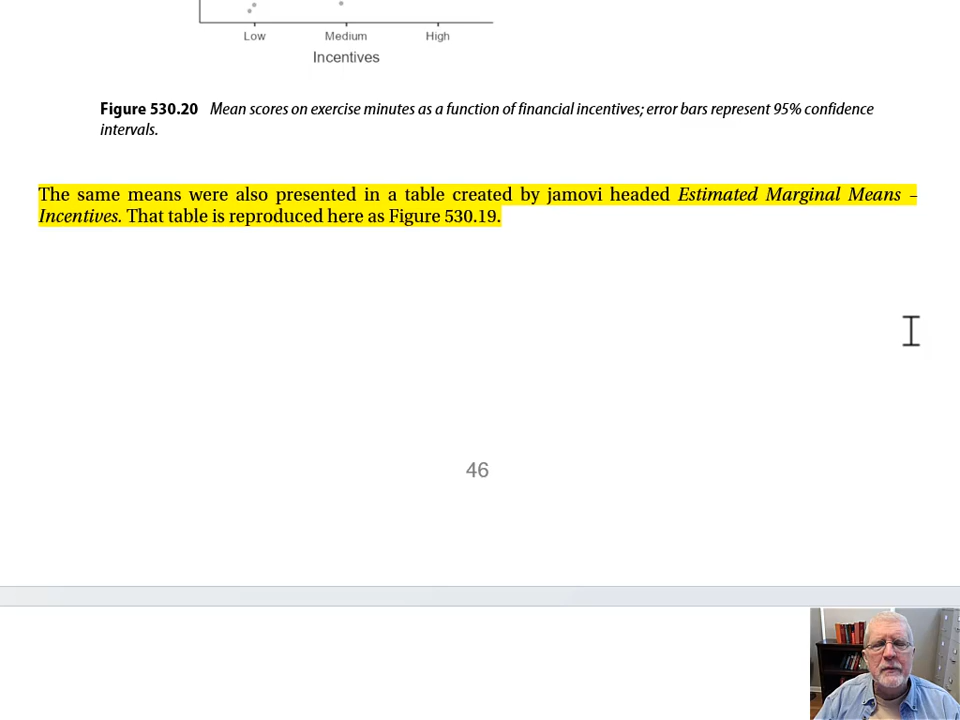 Low Medium High
Incentives
Figure 530.20 Mean scores on exercise minutes as a function of financial incentives; error bars represent 95% confidence
intervals.
The same means were also presented in a table created by jamovi headed Estimated Marginal Means –
Incentives. That table is reproduced here as Figure 530.19.
46